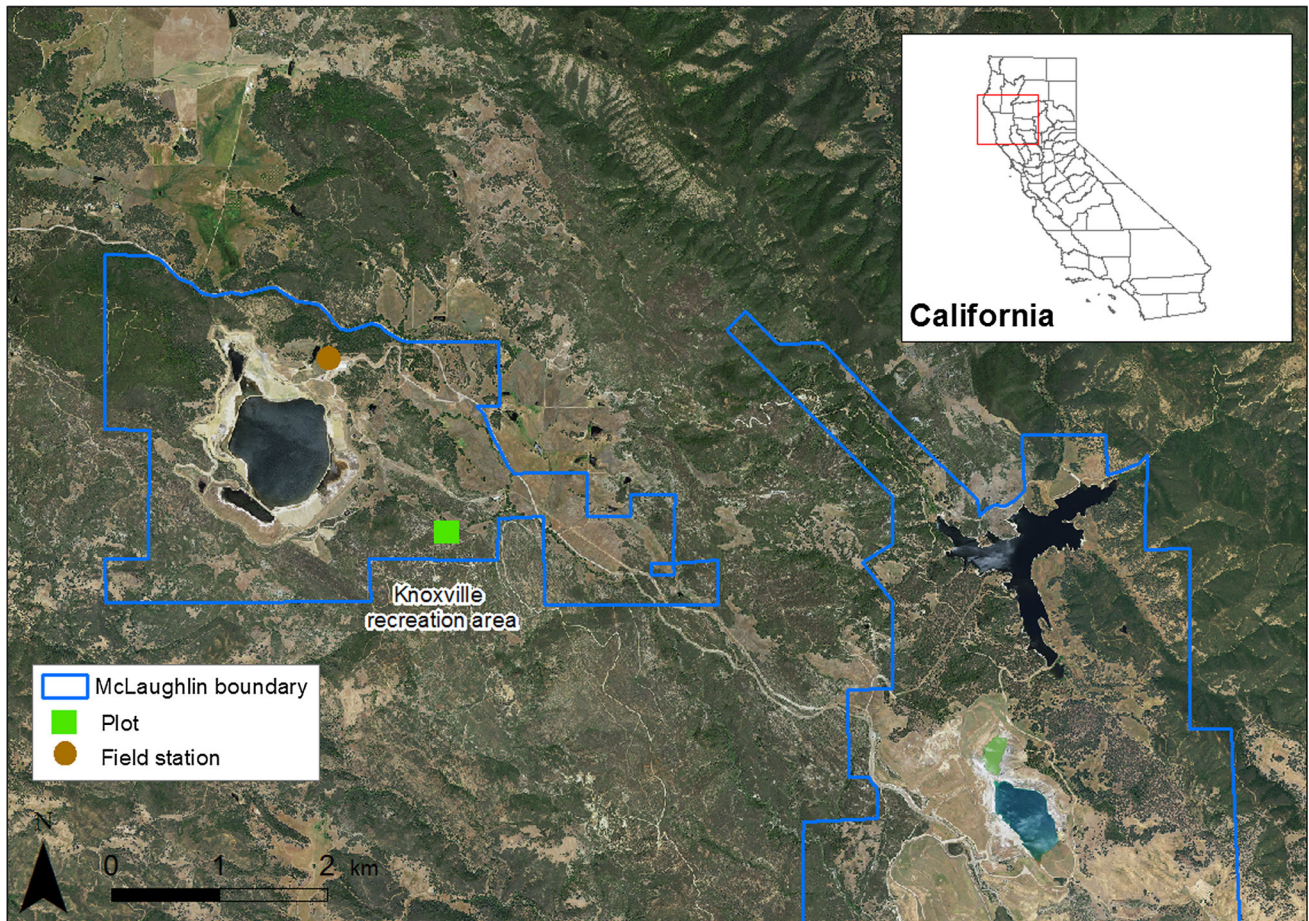 California
Knoxville
recreation area
McLaughlin boundary
Plot
Field station
N
0 1 2 km